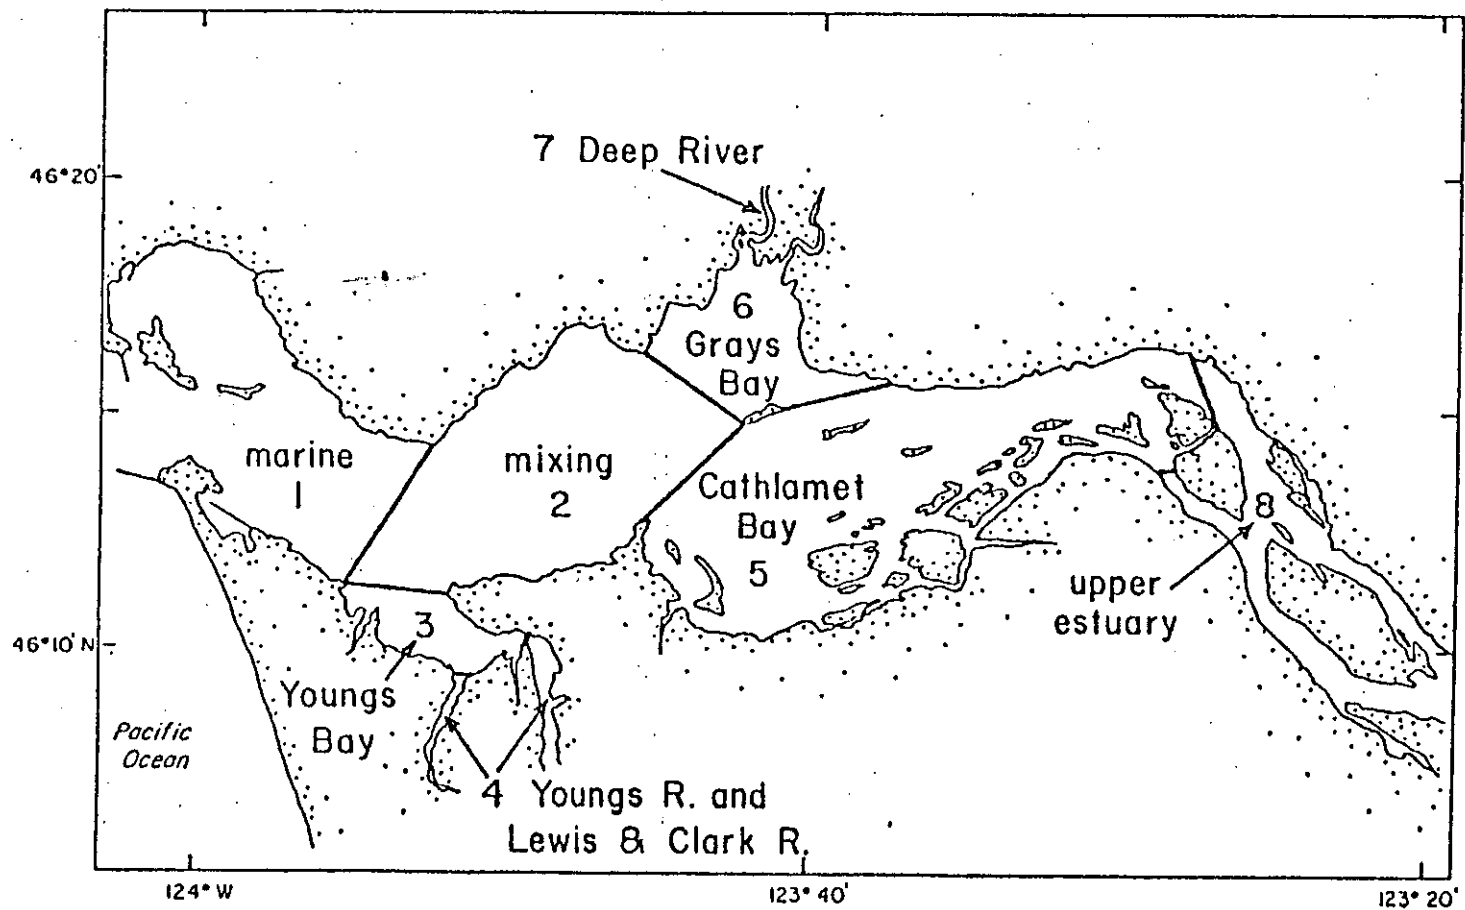 7 Deep River
46°20'
6
Grays
Bay
marine
1
mixing
2
Cathlamet
Bay
5
8
upper
estuary
3
46°10' N
Youngs
Bay
Pacific
Ocean
4 Youngs R. and
Lewis & Clark R.
124° W
123° 40'
123° 20'